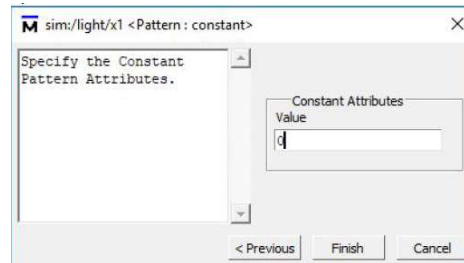 M sim:/light/x1 <Pattern : constant>
Specify the Constant
Pattern Attributes.
Constant Attributes
Value
0
< Previous
Finish
Cancel